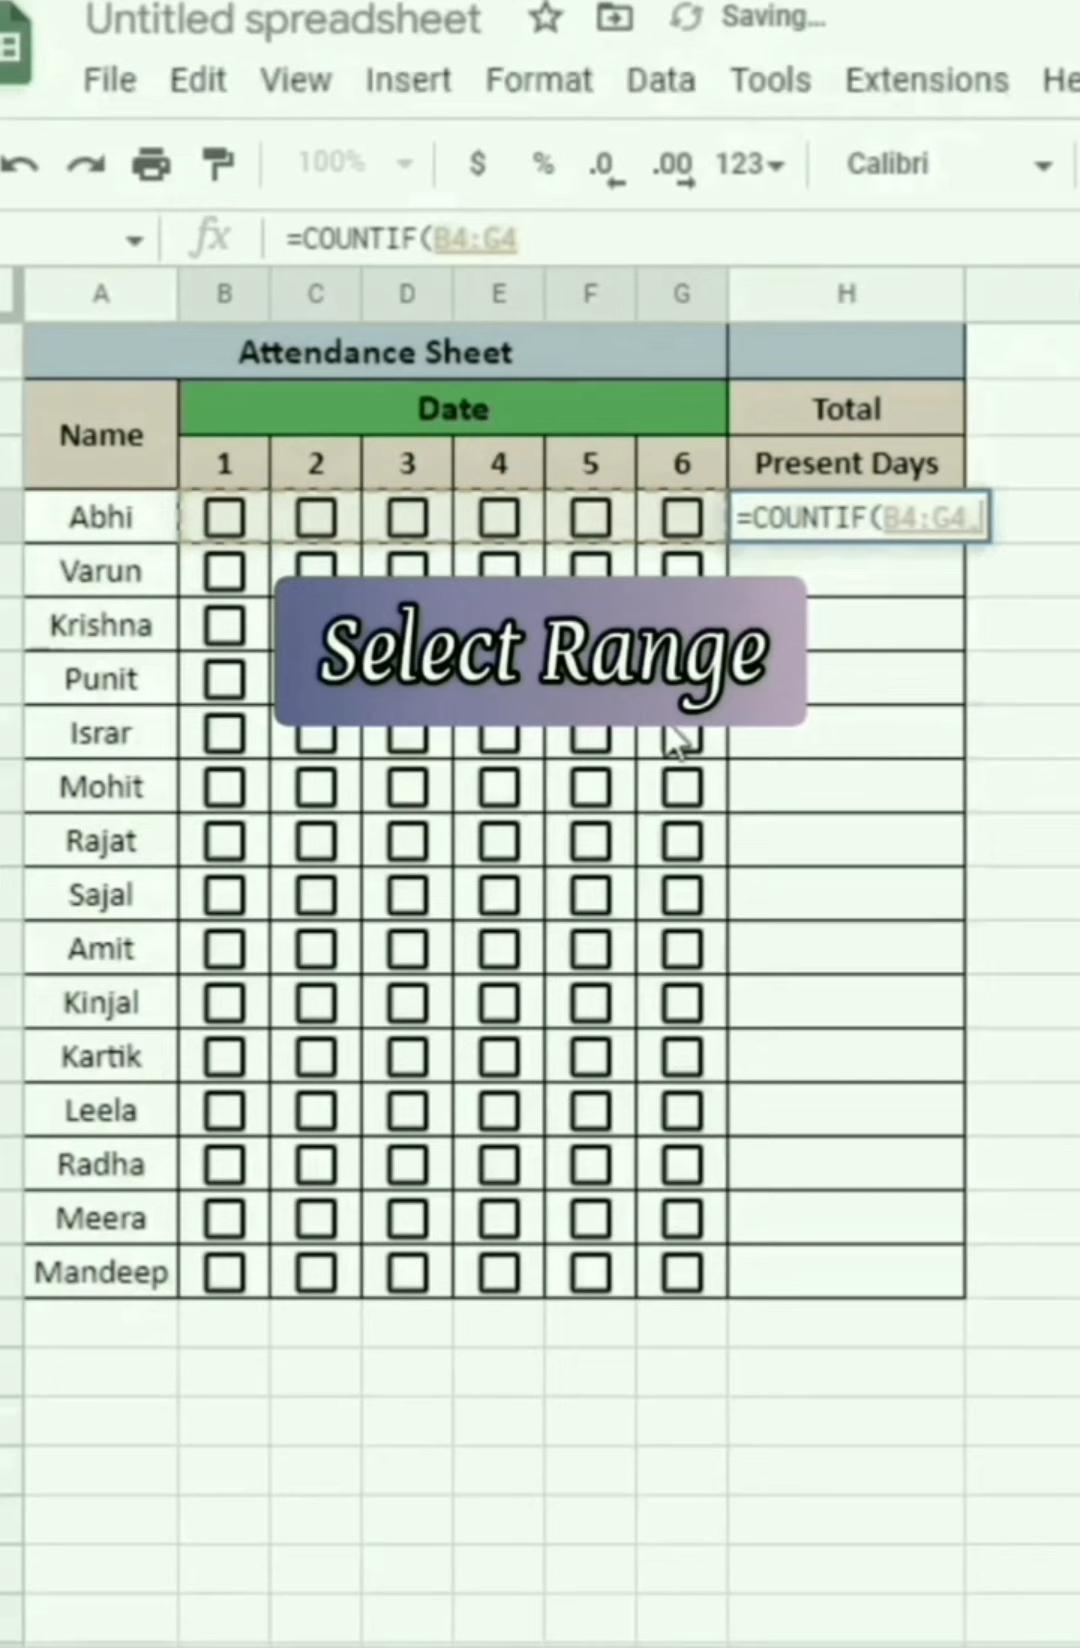 Untitled spreadsheet Saving...
File Edit View Insert Format Data Tools Extensions He
100% $ % .0 .00 123 Calibri
fx =COUNTIF(B4:G4
A B C D E F G H
Attendance Sheet
Name Date Total
1 2 3 4 5 6 Present Days
Abhi =COUNTIF(B4:G4
Varun
Krishna
Select Range
Punit
Israr
Mohit
Rajat
Sajal
Amit
Kinjal
Kartik
Leela
Radha
Meera
Mandeep